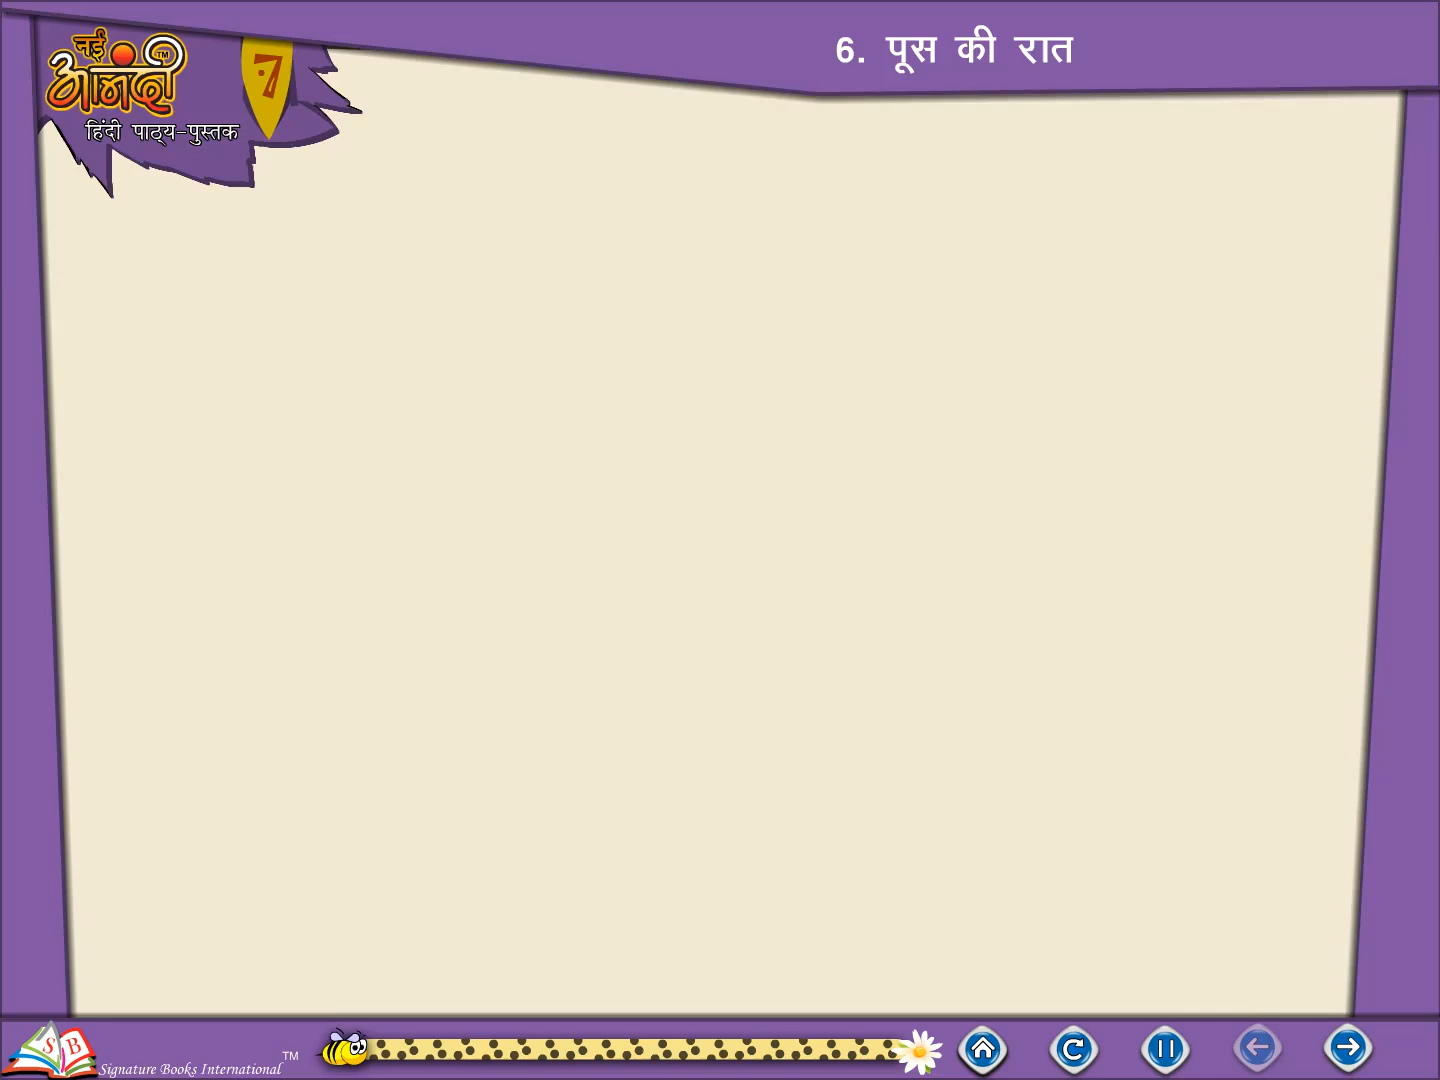 6. पूस की रात
नई
आनंदी TM
7
हिंदी पाठ्य-पुस्तक
S B
Signature Books International TM